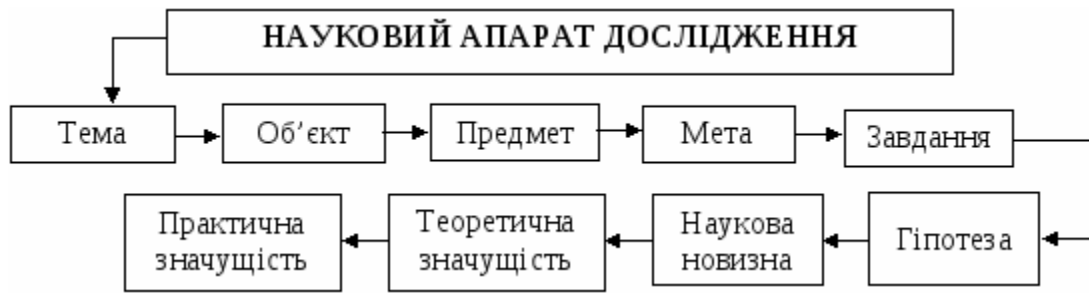 НАУКОВИЙ АПАРАТ ДОСЛІДЖЕННЯ
Тема
Об’єкт
Предмет
Мета
Завдання
Гіпотеза
Наукова
новизна
Теоретична
значущість
Практична
значущість